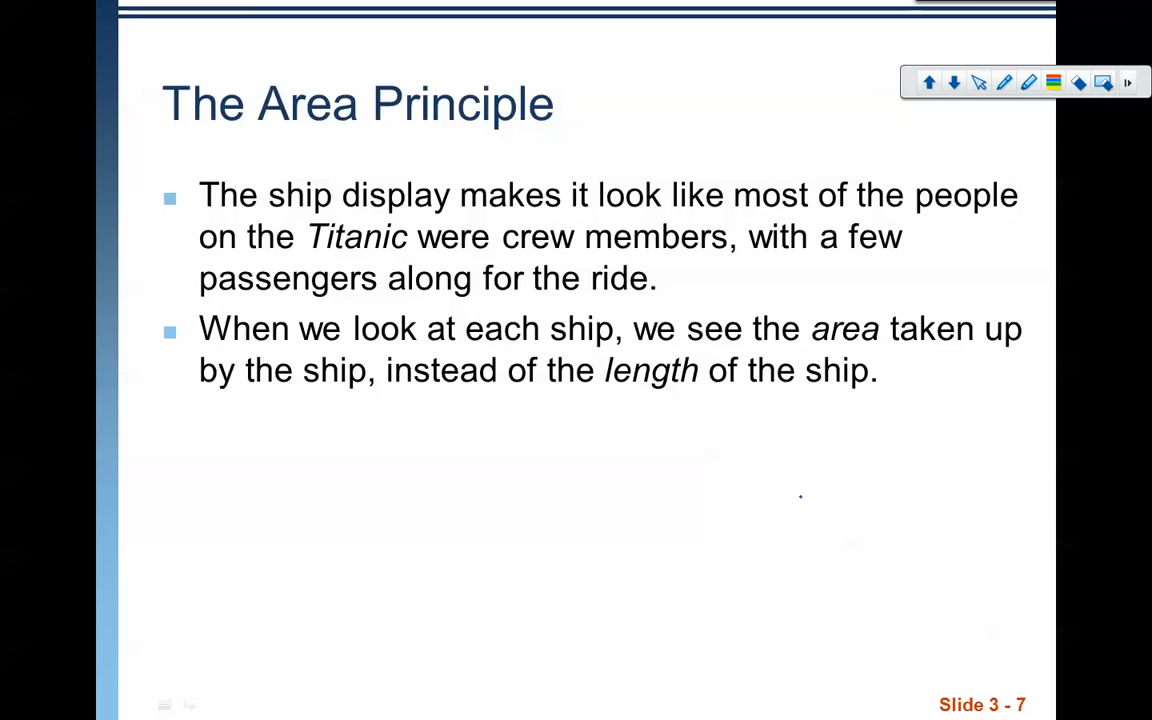 The Area Principle
The ship display makes it look like most of the people
on the Titanic were crew members, with a few
passengers along for the ride.
When we look at each ship, we see the area taken up
by the ship, instead of the length of the ship.
Slide 3 - 7